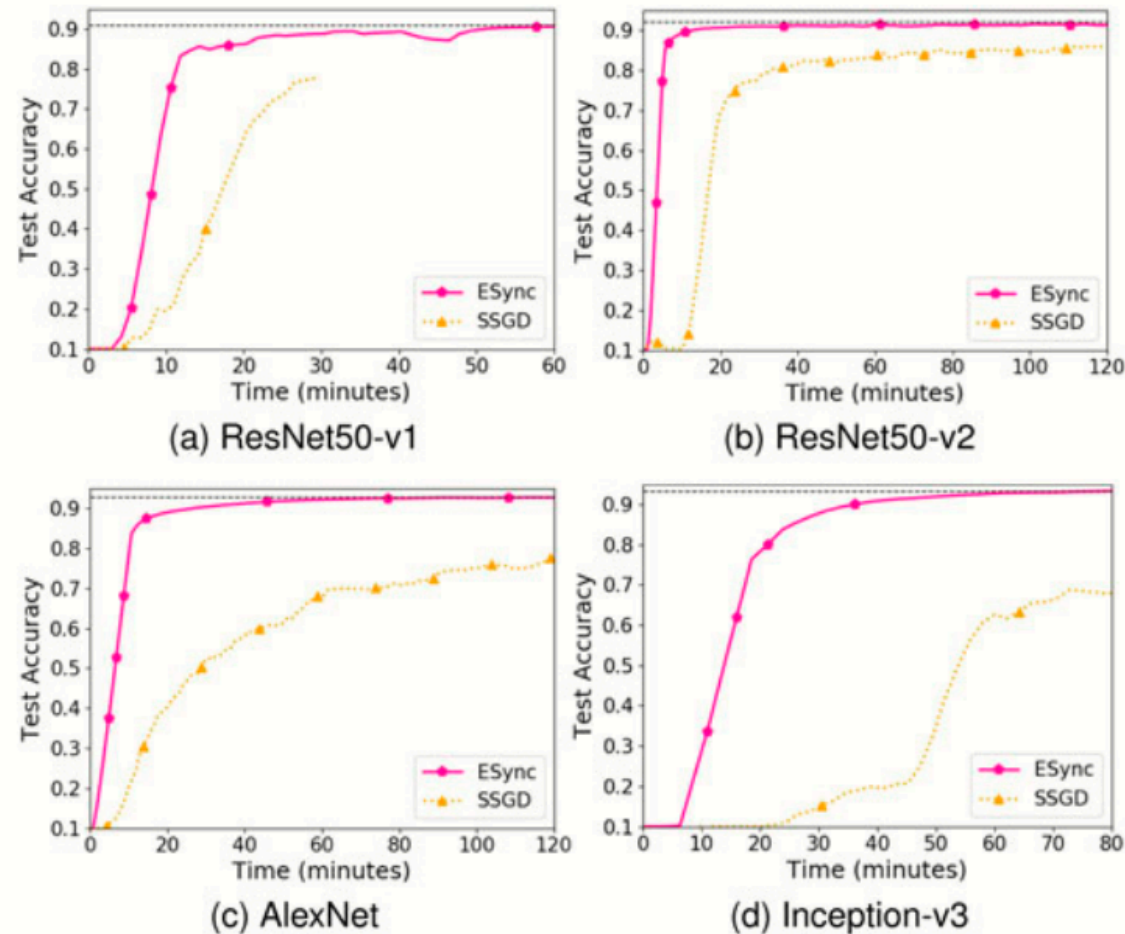 0.9
0.8
0.7
0.6
0.5
0.4
0.3
0.2
0.1
Test Accuracy
ESync
SSGD
0 10 20 30 40 50 60
Time (minutes)
(a) ResNet50-v1
0.9
0.8
0.7
0.6
0.5
0.4
0.3
0.2
0.1
Test Accuracy
ESync
SSGD
0 20 40 60 80 100 120
Time (minutes)
(b) ResNet50-v2
0.9
0.8
0.7
0.6
0.5
0.4
0.3
0.2
0.1
Test Accuracy
ESync
SSGD
0 20 40 60 80 100 120
Time (minutes)
(c) AlexNet
0.9
0.8
0.7
0.6
0.5
0.4
0.3
0.2
0.1
Test Accuracy
ESync
SSGD
0 10 20 30 40 50 60 70 80
Time (minutes)
(d) Inception-v3